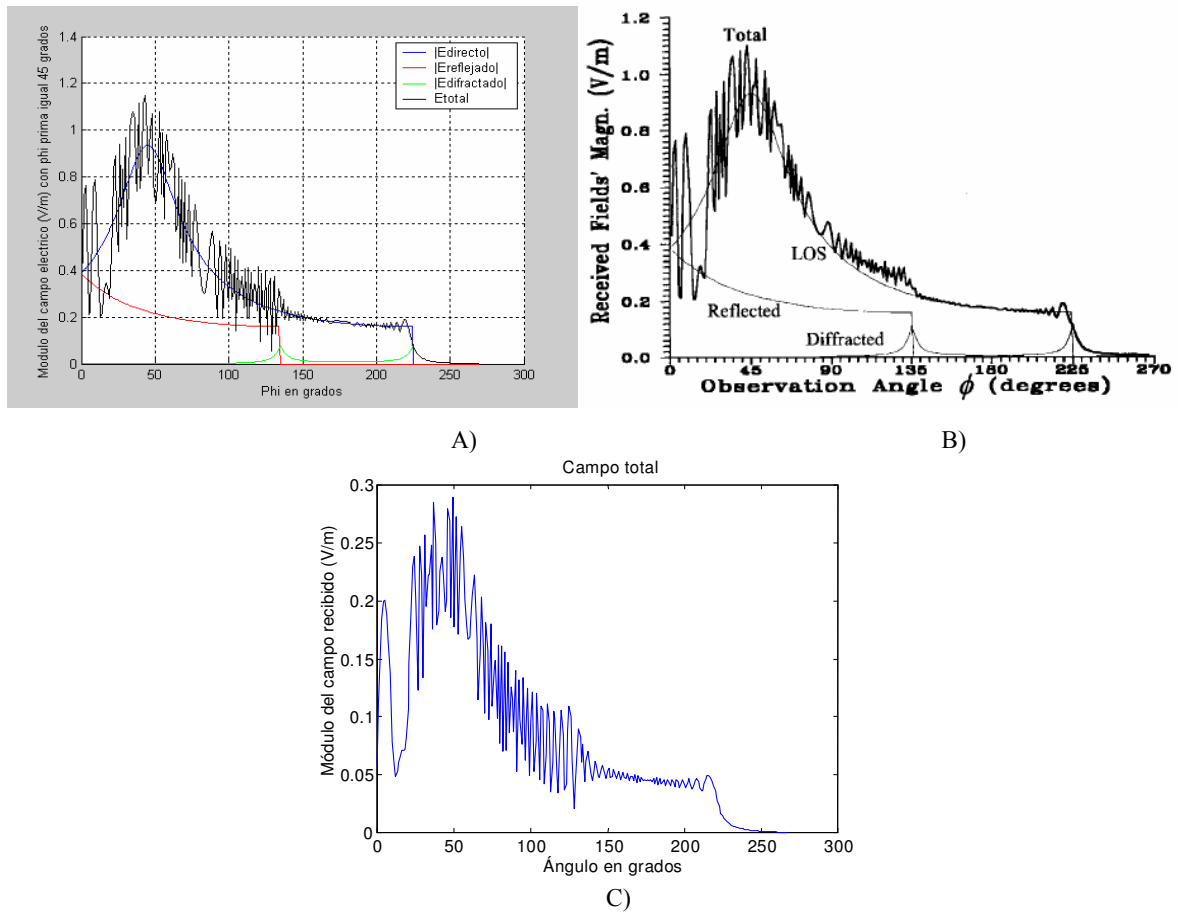 1.4
1.2
1
0.8
0.6
0.4
0.2
0
0
50
100
150
200
250
300
Modulo del campo electrico (V/m) con phi prima igual 45 grados
Phi en grados
|Edirecto|
|Ereflejado|
|Edifractado|
Etotal
A)
1.2
1.0
0.8
0.6
0.4
0.2
0.0
0
45
90
135
180
225
270
Received Fields' Magn. (V/m)
Observation Angle ϕ (degrees)
Total
LOS
Reflected
Diffracted
B)
Campo total
0.3
0.25
0.2
0.15
0.1
0.05
0
0
50
100
150
200
250
300
Módulo del campo recibido (V/m)
Ángulo en grados
C)